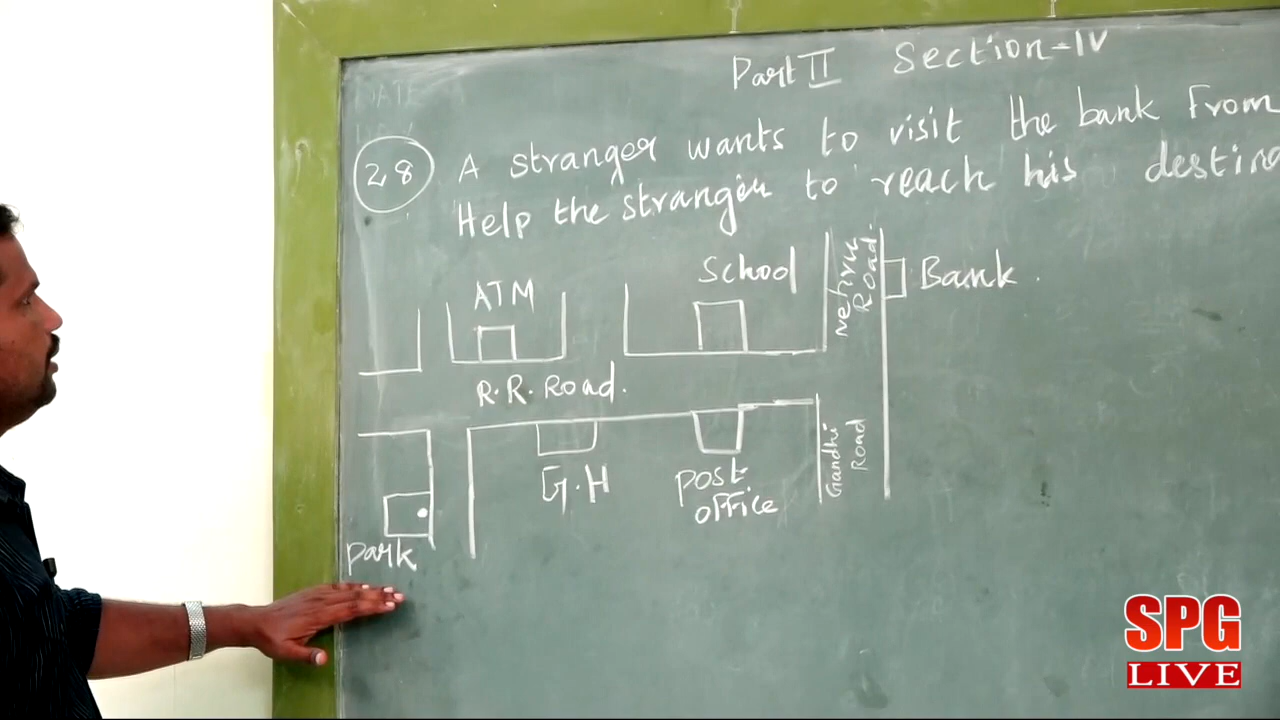 Part II Section-IV
28 A stranger wants to visit the bank From
Help the stranger to reach his destina
ATM
School
Nehru
Road.
Bank.
R.R. Road.
G.H
Post
office
Gandhi
Road
Park
SPG
LIVE